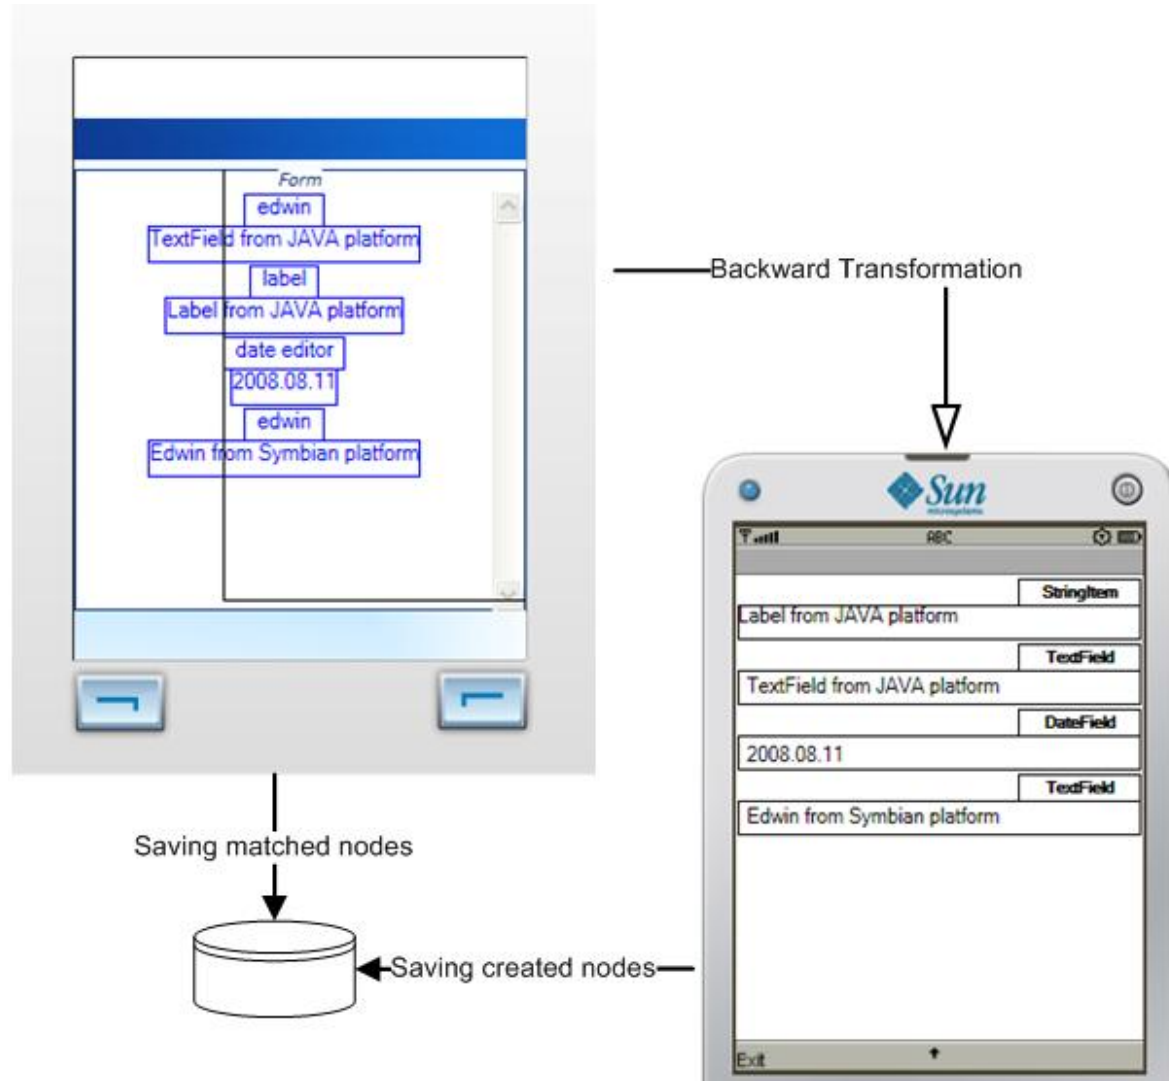 Form
edwin
TextField from JAVA platform
label
Label from JAVA platform
date editor
2008.08.11
edwin
Edwin from Symbian platform
Backward Transformation
Sun
microsystems
ABC
StringItem
Label from JAVA platform
TextField
TextField from JAVA platform
DateField
2008.08.11
TextField
Edwin from Symbian platform
Exit
Saving matched nodes
Saving created nodes